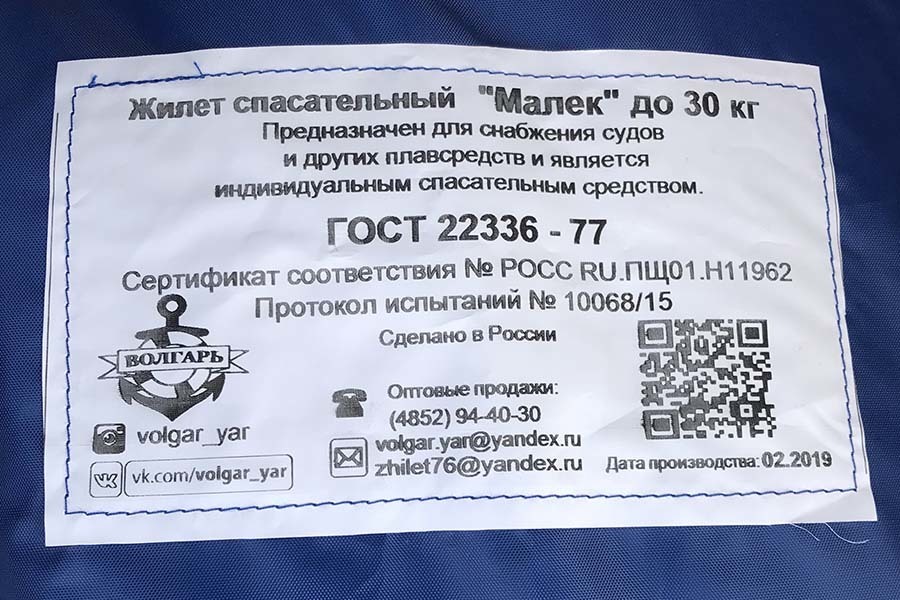 Жилет спасательный "Малек" до 30 кг
Предназначен для снабжения судов
и других плавсредств и является
индивидуальным спасательным средством.
ГОСТ 22336 - 77
Сертификат соответствия № РОСС RU.ПЩ01.Н11962
Протокол испытаний № 10068/15
Сделано в России
ВОЛГАРЬ
volgar_yar
vk.com/volgar_yar
Оптовые продажи:
(4852) 94-40-30
volgar.yar@yandex.ru
zhilet76@yandex.ru
Дата производства: 02.2019